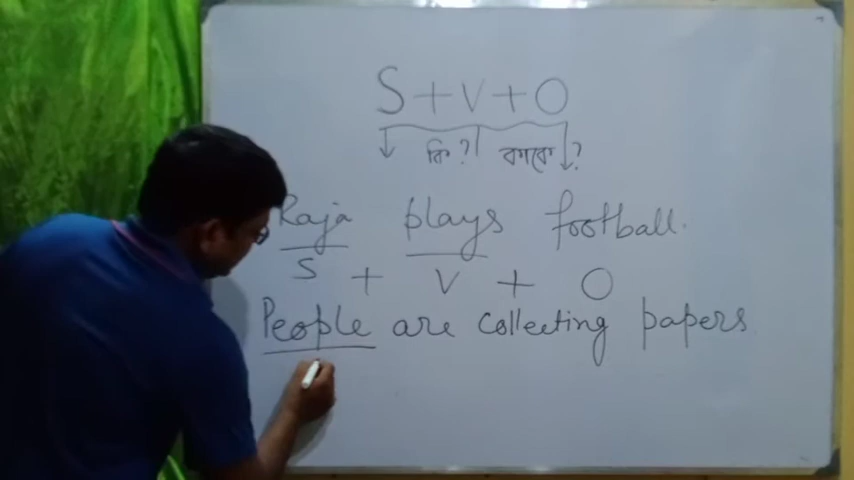 S+V+O
কি? কাকে?
Raja plays football.
S + V + O
People are collecting papers